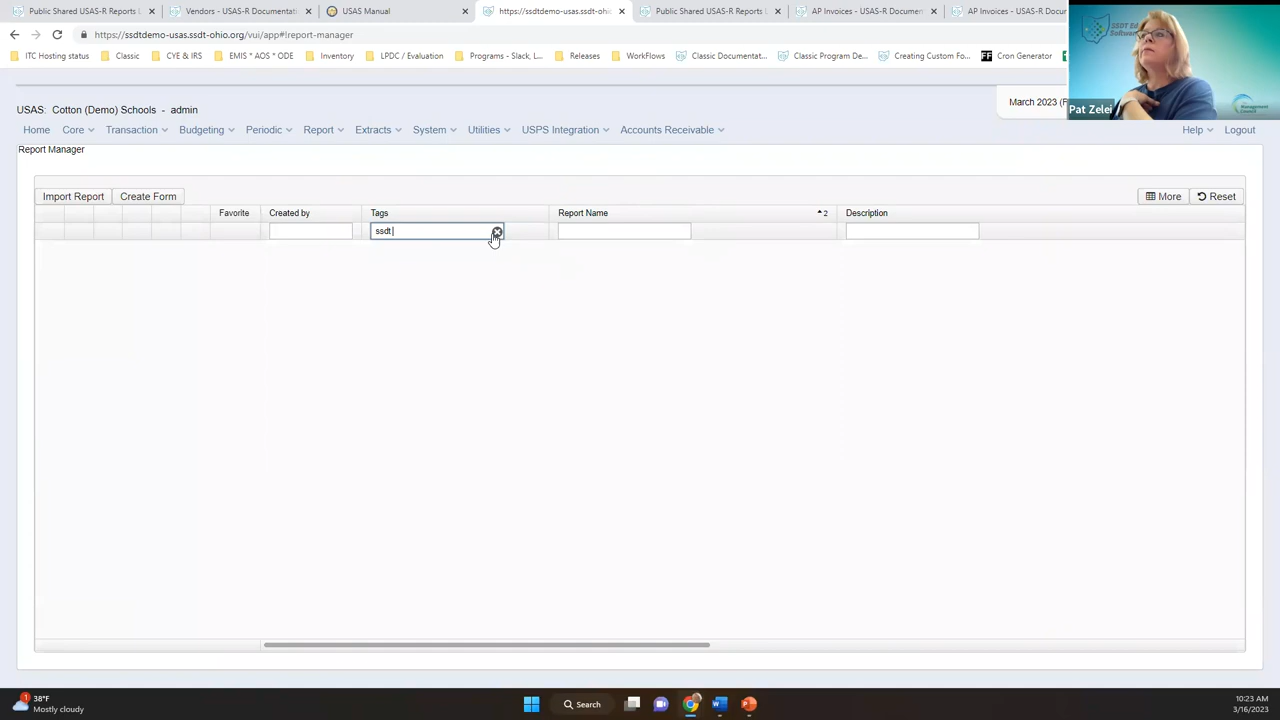 Public Shared USAS-R Reports L
Vendors - USAS-R Documentati
USAS Manual
https://ssdtdemo-usas.ssdt-ohio
Public Shared USAS-R Reports L
AP Invoices - USAS-R Documen
AP Invoices - USAS-R Docu
https://ssdtdemo-usas.ssdt-ohio.org/vui/app#!report-manager
ITC Hosting status
Classic
CYE & IRS
EMIS * AOS * ODE
Inventory
LPDC / Evaluation
Programs - Slack, L...
Releases
WorkFlows
Classic Documentat...
Classic Program De...
Creating Custom Fo...
Cron Generator
Pat Zelei
USAS: Cotton (Demo) Schools - admin
March 2023 (
Home Core Transaction Budgeting Periodic Report Extracts System Utilities USPS Integration Accounts Receivable Help Logout
Report Manager
Import Report Create Form More Reset
Favorite Created by Tags Report Name 2 Description
ssdt
38°F
Mostly cloudy
Search
10:23 AM
3/16/2023